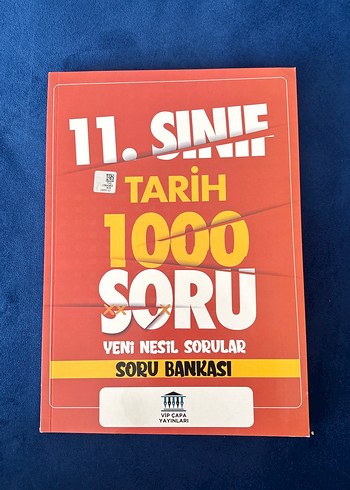 11. SINIF
TARİH
1000
SORU
YENİ NESİL SORULAR
SORU BANKASI
VİP ÇAPA
YAYINLARI